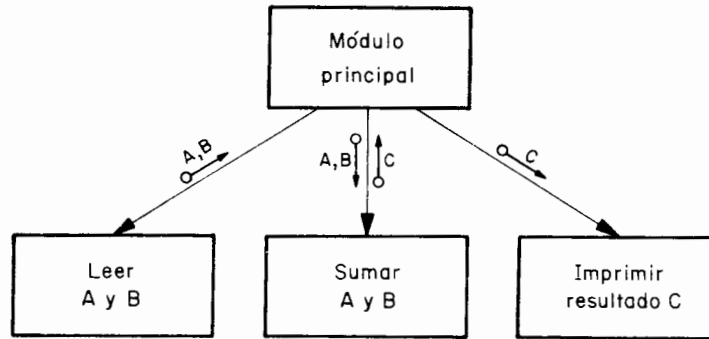 Módulo
principal
A,B
A,B
C
C
Leer
A y B
Sumar
A y B
Imprimir
resultado C